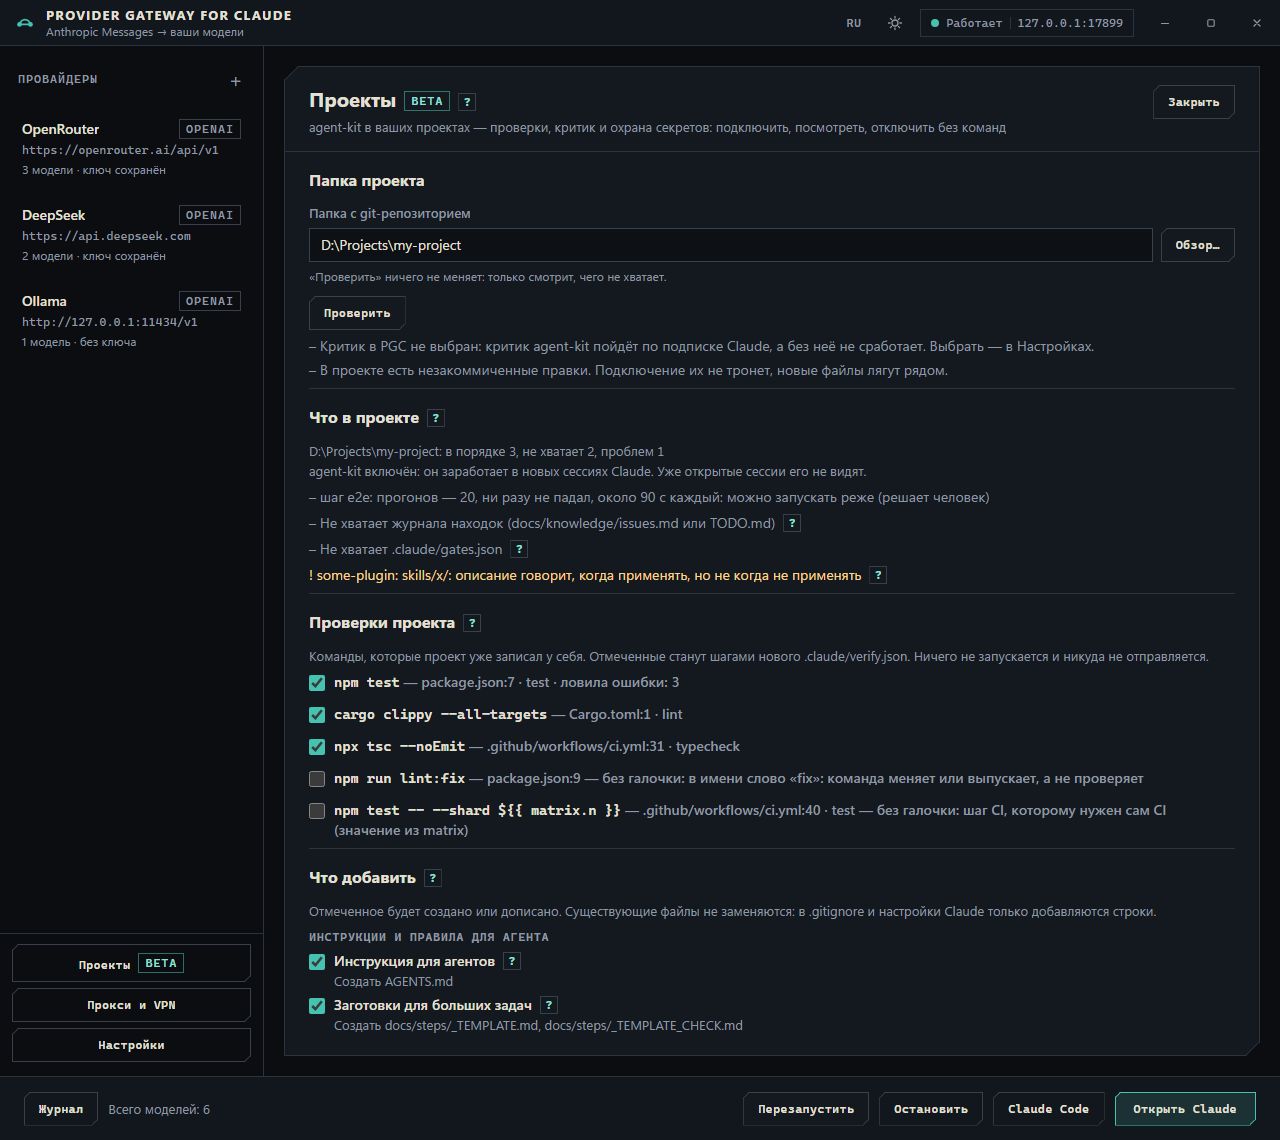 PROVIDER GATEWAY FOR CLAUDE
Anthropic Messages → ваши модели
RU
Работает 127.0.0.1:17899
ПРОВАЙДЕРЫ
+
OpenRouter OPENAI
https://openrouter.ai/api/v1
3 модели · ключ сохранён
DeepSeek OPENAI
https://api.deepseek.com
2 модели · ключ сохранён
Ollama OPENAI
http://127.0.0.1:11434/v1
1 модель · без ключа
Проекты BETA
Прокси и VPN
Настройки
Проекты BETA ?
agent-kit в ваших проектах — проверки, критик и охрана секретов: подключить, посмотреть, отключить без команд
Закрыть
Папка проекта
Папка с git-репозиторием
D:\Projects\my-project
Обзор…
«Проверить» ничего не меняет: только смотрит, чего не хватает.
Проверить
– Критик в PGC не выбран: критик agent-kit пойдёт по подписке Claude, а без неё не сработает. Выбрать — в Настройках.
– В проекте есть незакоммиченные правки. Подключение их не тронет, новые файлы лягут рядом.
Что в проекте ?
D:\Projects\my-project: в порядке 3, не хватает 2, проблем 1
agent-kit включён: он заработает в новых сессиях Claude. Уже открытые сессии его не видят.
– шаг e2e: прогонов — 20, ни разу не падал, около 90 с каждый: можно запускать реже (решает человек)
– Не хватает журнала находок (docs/knowledge/issues.md или TODO.md) ?
– Не хватает .claude/gates.json ?
! some-plugin: skills/x/: описание говорит, когда применять, но не когда не применять ?
Проверки проекта ?
Команды, которые проект уже записал у себя. Отмеченные станут шагами нового .claude/verify.json. Ничего не запускается и никуда не отправляется.
npm test — package.json:7 · test · ловила ошибки: 3
cargo clippy --all-targets — Cargo.toml:1 · lint
npx tsc --noEmit — .github/workflows/ci.yml:31 · typecheck
npm run lint:fix — package.json:9 — без галочки: в имени слово «fix»: команда меняет или выпускает, а не проверяет
npm test -- --shard ${{ matrix.n }} — .github/workflows/ci.yml:40 · test — без галочки: шаг CI, которому нужен сам CI
(значение из matrix)
Что добавить ?
Отмеченное будет создано или дописано. Существующие файлы не заменяются: в .gitignore и настройки Claude только добавляются строки.
ИНСТРУКЦИИ И ПРАВИЛА ДЛЯ АГЕНТА
Инструкция для агентов ?
Создать AGENTS.md
Заготовки для больших задач ?
Создать docs/steps/_TEMPLATE.md, docs/steps/_TEMPLATE_CHECK.md
Журнал
Всего моделей: 6
Перезапустить
Остановить
Claude Code
Открыть Claude